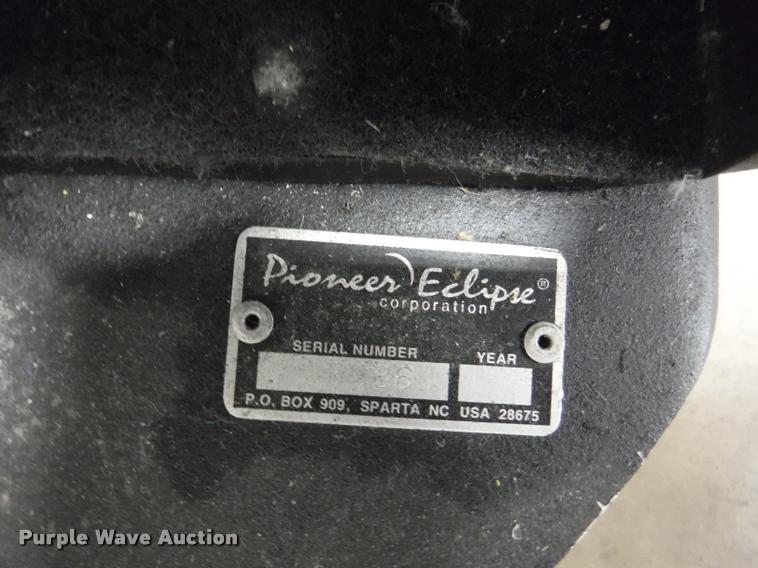 Pioneer Eclipse®
corporation
SERIAL NUMBER
YEAR
P.O. BOX 909, SPARTA NC USA 28675
Purple Wave Auction